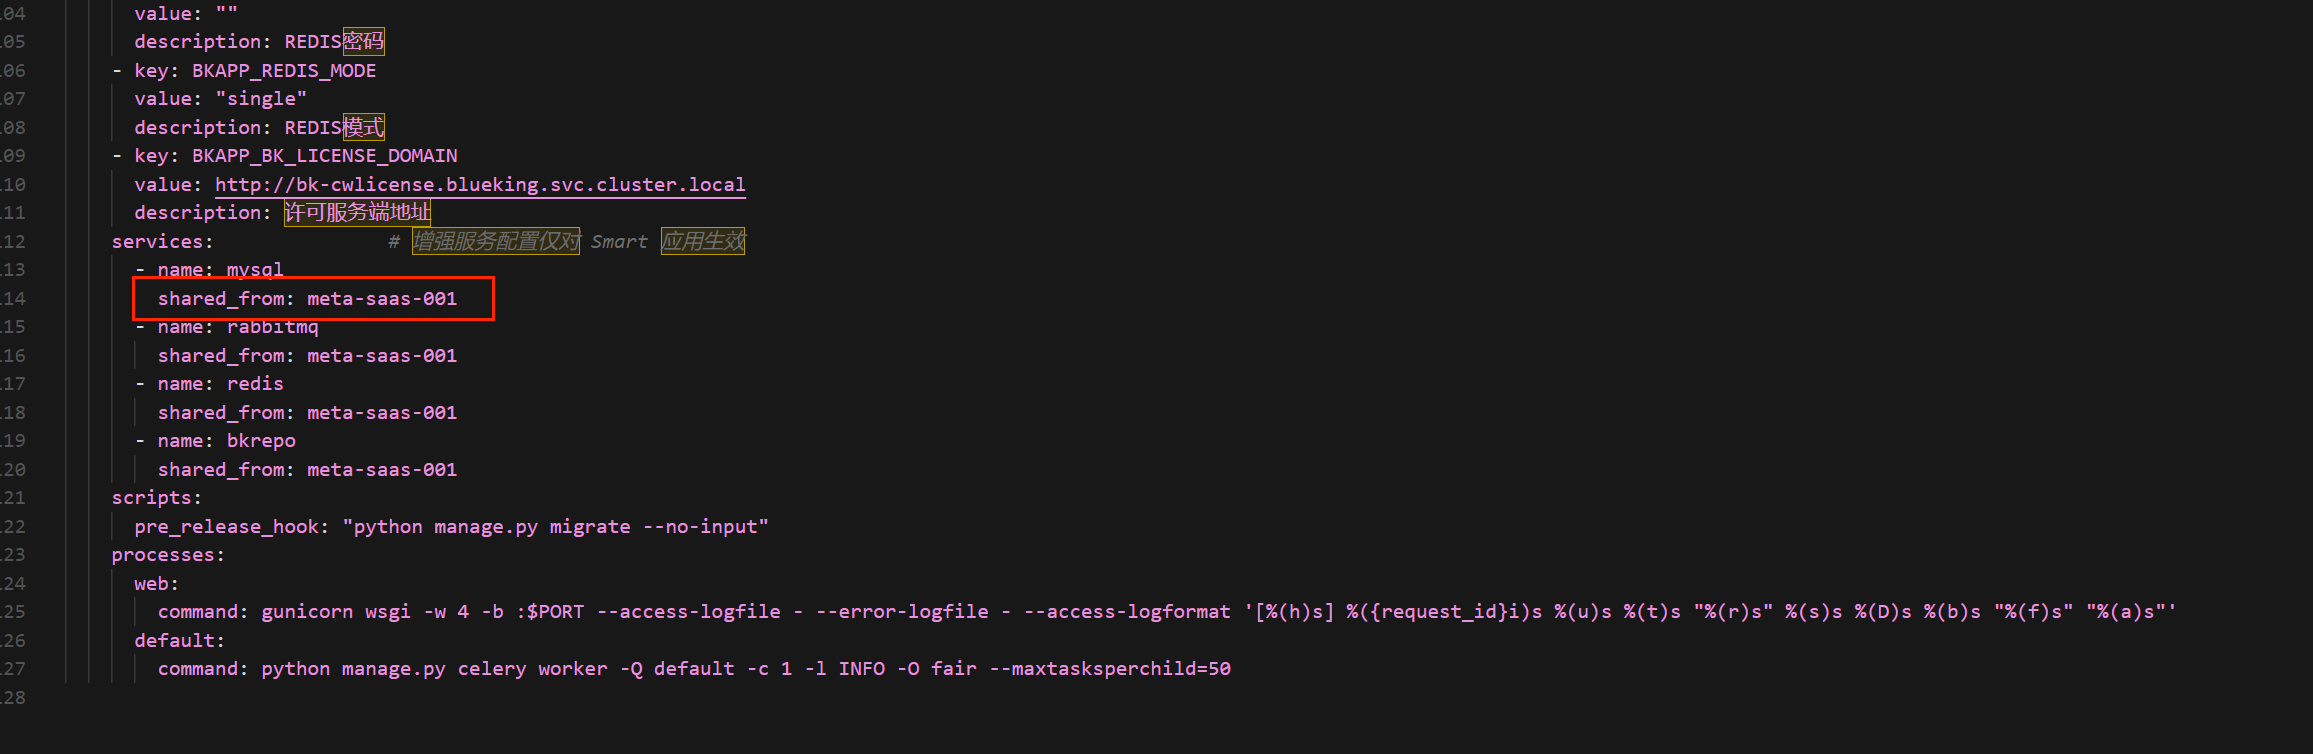 04 value: ""
05 description: REDIS密码
06 - key: BKAPP_REDIS_MODE
07 value: "single"
08 description: REDIS模式
09 - key: BKAPP_BK_LICENSE_DOMAIN
10 value: http://bk-cwlicense.blueking.svc.cluster.local
11 description: 许可服务端地址
12 services: # 增强服务配置仅对 Smart 应用生效
13 - name: mysql
14 shared_from: meta-saas-001
15 - name: rabbitmq
16 shared_from: meta-saas-001
17 - name: redis
18 shared_from: meta-saas-001
19 - name: bkrepo
20 shared_from: meta-saas-001
21 scripts:
22 pre_release_hook: "python manage.py migrate --no-input"
23 processes:
24 web:
25 command: gunicorn wsgi -w 4 -b :$PORT --access-logfile - --error-logfile - --access-logformat '[%(h)s] %({request_id}i)s %(u)s %(t)s "%(r)s" %(s)s %(D)s %(b)s "%(f)s" "%(a)s"'
26 default:
27 command: python manage.py celery worker -Q default -c 1 -l INFO -O fair --maxtasksperchild=50
28